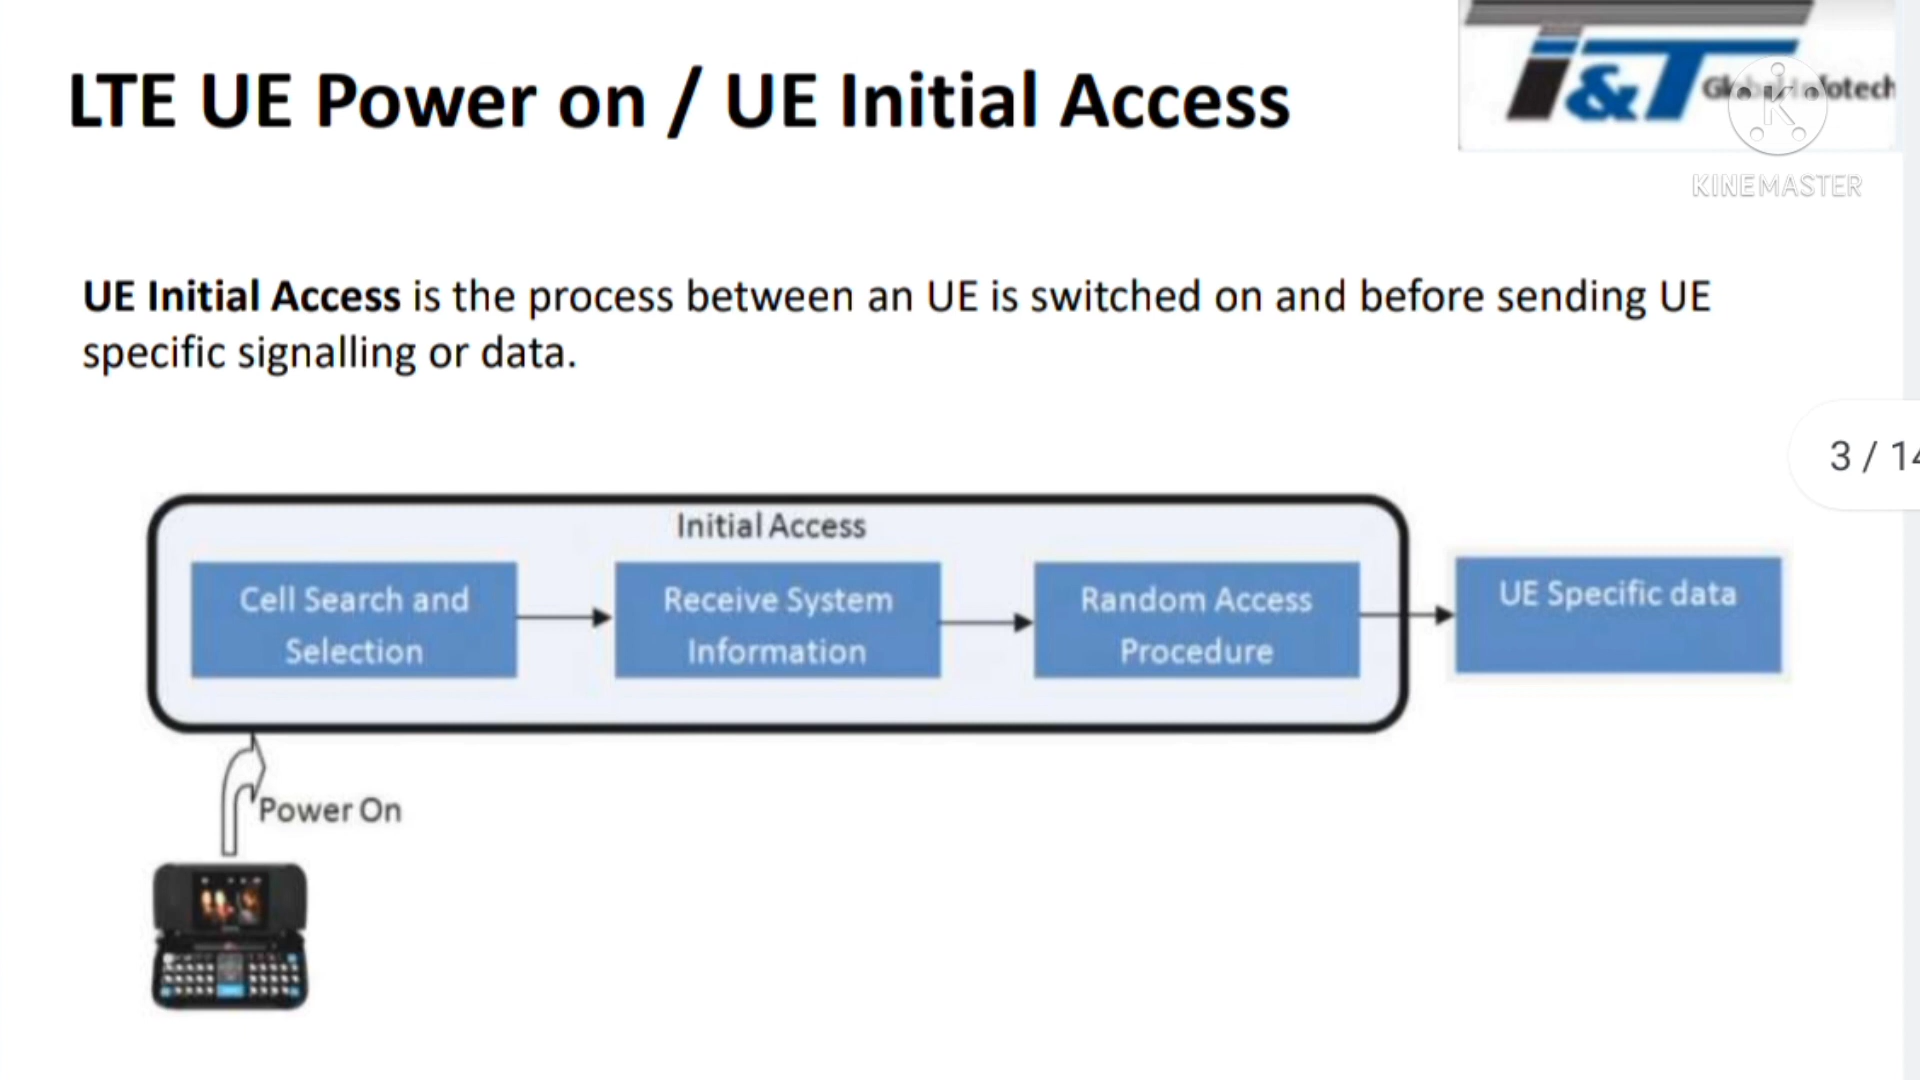 LTE UE Power on / UE Initial Access
T&T Global Infotech
KINEMASTER
UE Initial Access is the process between an UE is switched on and before sending UE
specific signalling or data.
3 / 14
Initial Access
Cell Search and
Selection
Receive System
Information
Random Access
Procedure
UE Specific data
Power On